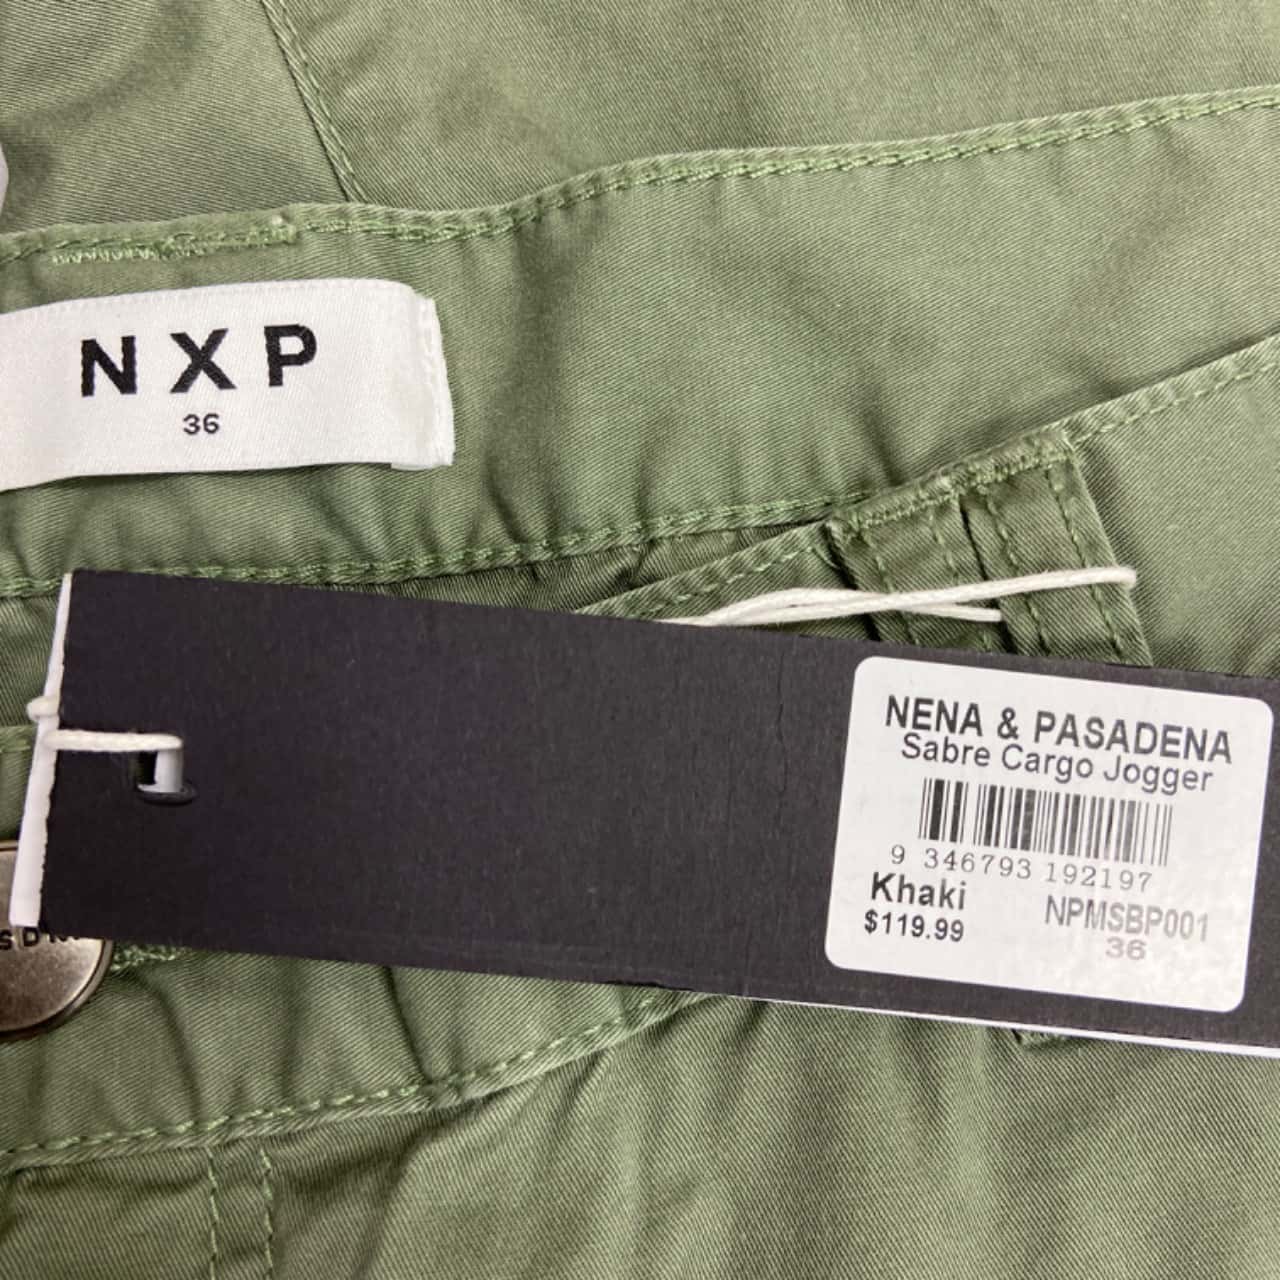 NXP
36
NENA & PASADENA
Sabre Cargo Jogger
9 346793 192197
Khaki NPMSBP001
$119.99 36